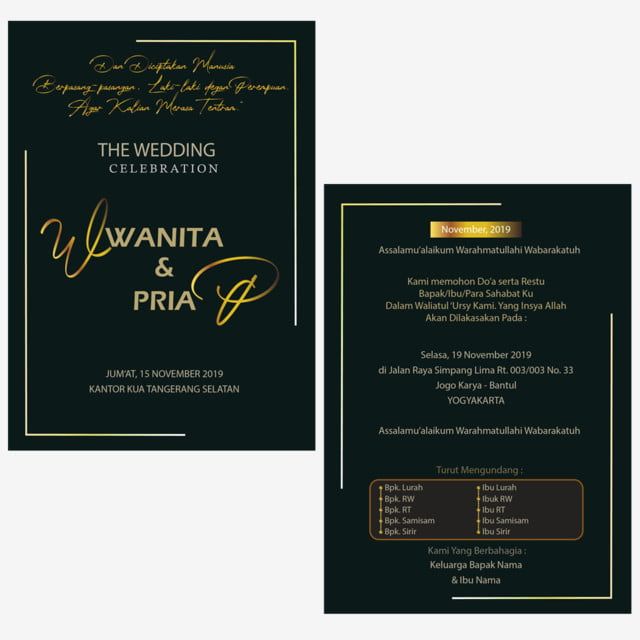 "Dan Diciptakan Manusia
Berpasang-pasangan, Laki-laki degan Perempuan,
Agar Kalian Merasa Tentram."
THE WEDDING
CELEBRATION
W WANITA
&
PRIA P
JUM'AT, 15 NOVEMBER 2019
KANTOR KUA TANGERANG SELATAN
November, 2019
Assalamu'alaikum Warahmatullahi Wabarakatuh
Kami memohon Do'a serta Restu
Bapak/Ibu/Para Sahabat Ku
Dalam Waliatul 'Ursy Kami. Yang Insya Allah
Akan Dilakasakan Pada :
Selasa, 19 November 2019
di Jalan Raya Simpang Lima Rt. 003/003 No. 33
Jogo Karya - Bantul
YOGYAKARTA
Assalamu'alaikum Warahmatullahi Wabarakatuh
Turut Mengundang :
Bpk. Lurah
Bpk. RW
Bpk. RT
Bpk. Samisam
Bpk. Sirir
Ibu Lurah
Ibuk RW
Ibu RT
Ibu Samisam
Ibu Sirir
Kami Yang Berbahagia :
Keluarga Bapak Nama
& Ibu Nama